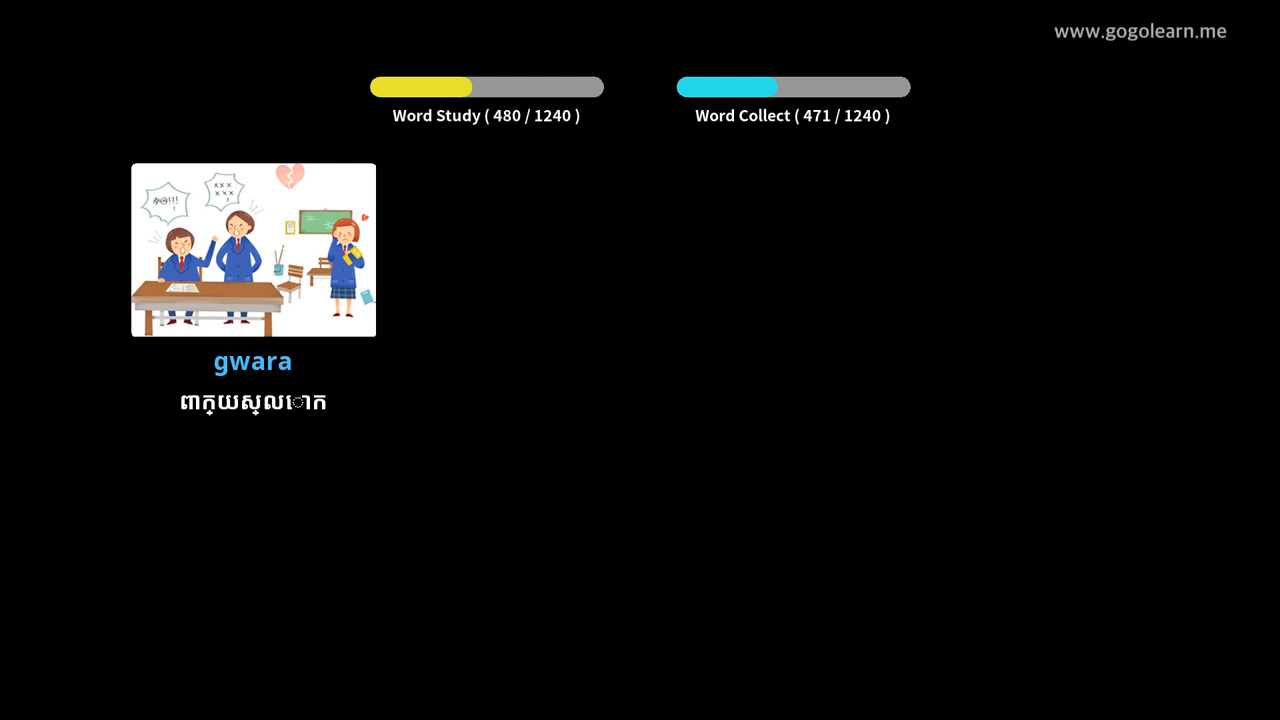 www.gogolearn.me
Word Study ( 480 / 1240 )
Word Collect ( 471 / 1240 )
#@!!!
!
x x x
x x x
!
gwara
ពាក្យស្លោក